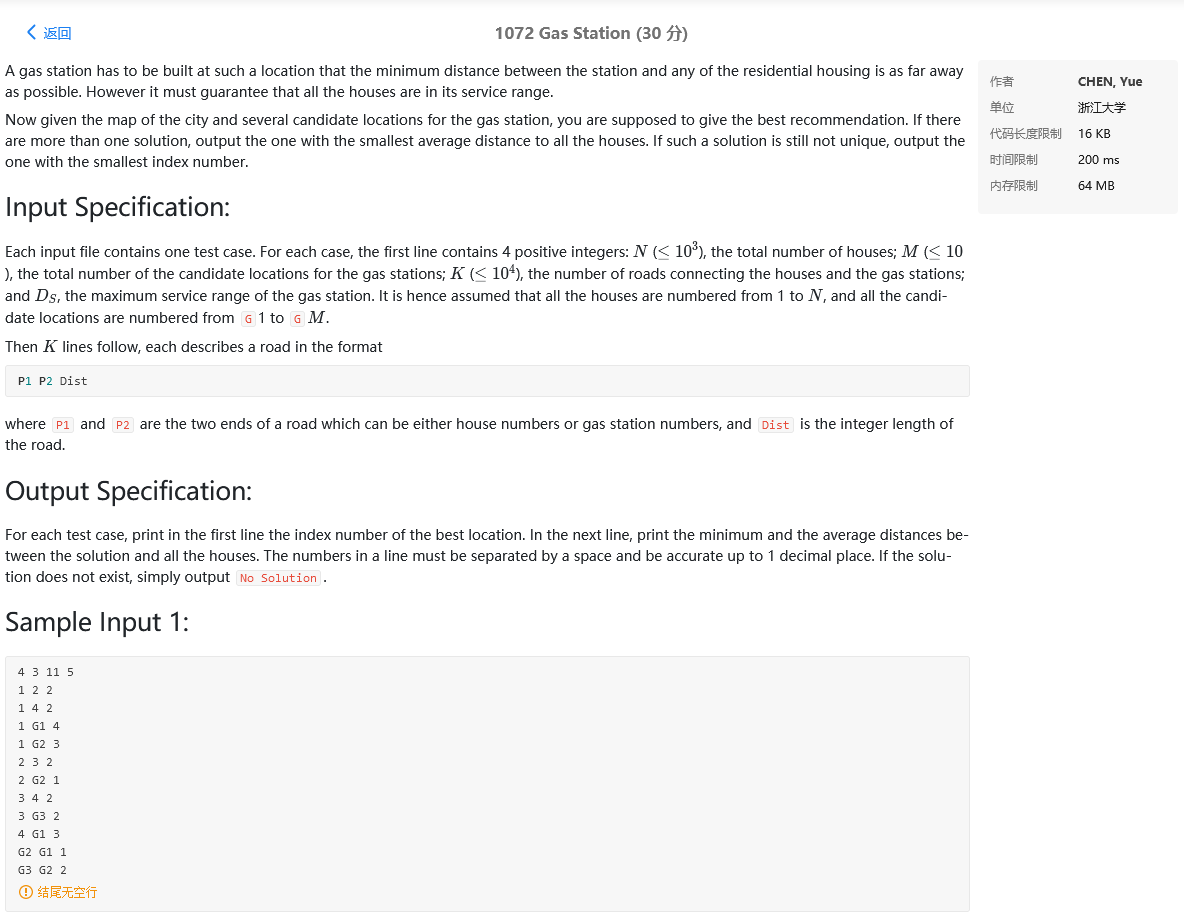 返回
1072 Gas Station (30 分)
A gas station has to be built at such a location that the minimum distance between the station and any of the residential housing is as far away
as possible. However it must guarantee that all the houses are in its service range.
Now given the map of the city and several candidate locations for the gas station, you are supposed to give the best recommendation. If there
are more than one solution, output the one with the smallest average distance to all the houses. If such a solution is still not unique, output the
one with the smallest index number.
作者 CHEN, Yue
单位 浙江大学
代码长度限制 16 KB
时间限制 200 ms
内存限制 64 MB
Input Specification:
Each input file contains one test case. For each case, the first line contains 4 positive integers: N (≤ 10³), the total number of houses; M (≤ 10
), the total number of the candidate locations for the gas stations; K (≤ 10⁴), the number of roads connecting the houses and the gas stations;
and D_S, the maximum service range of the gas station. It is hence assumed that all the houses are numbered from 1 to N, and all the candi-
date locations are numbered from G 1 to G M.
Then K lines follow, each describes a road in the format
P1 P2 Dist
where P1 and P2 are the two ends of a road which can be either house numbers or gas station numbers, and Dist is the integer length of
the road.
Output Specification:
For each test case, print in the first line the index number of the best location. In the next line, print the minimum and the average distances be-
tween the solution and all the houses. The numbers in a line must be separated by a space and be accurate up to 1 decimal place. If the solu-
tion does not exist, simply output No Solution.
Sample Input 1:
4 3 11 5
1 2 2
1 4 2
1 G1 4
1 G2 3
2 3 2
2 G2 1
3 4 2
3 G3 2
4 G1 3
G2 G1 1
G3 G2 2
结尾无空行